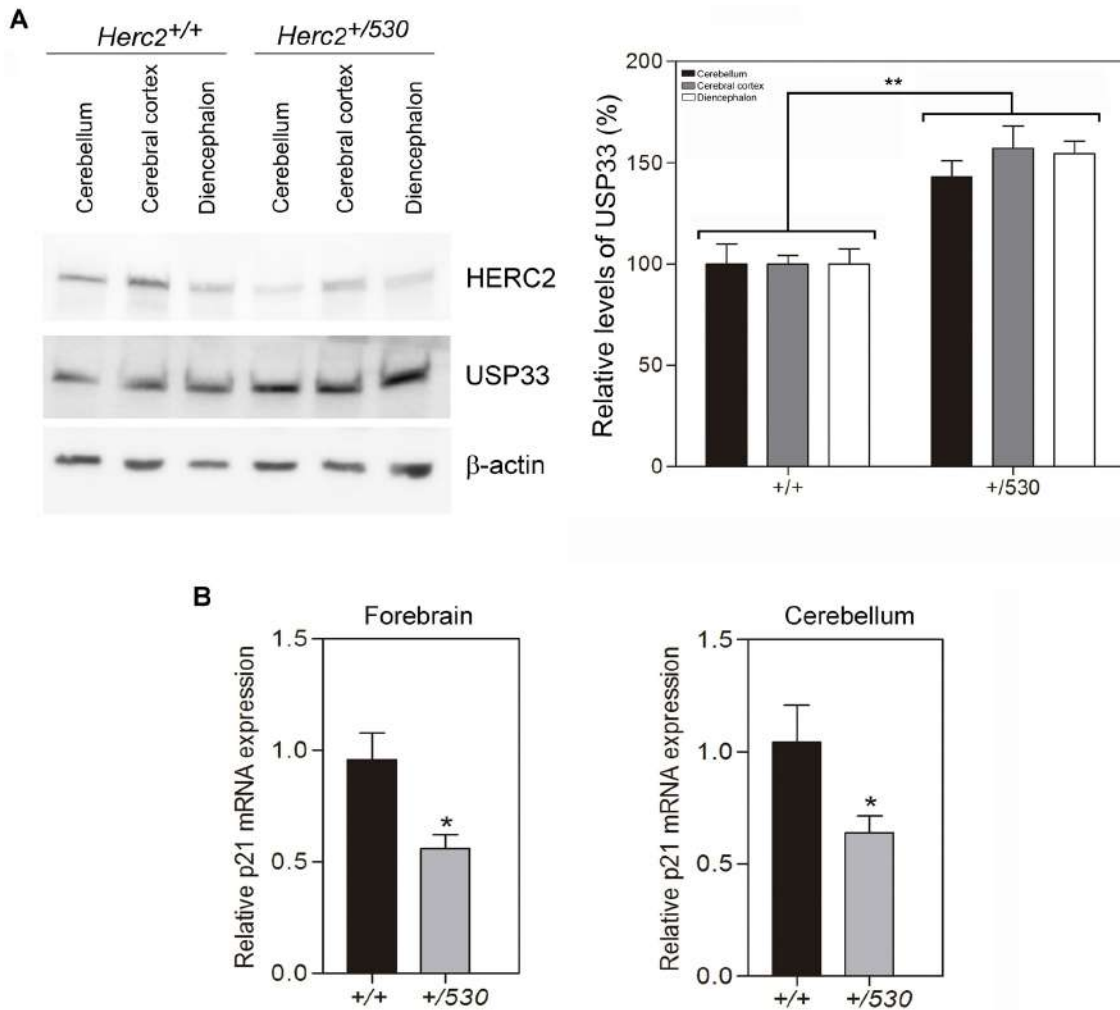 A
Herc2+/+ Herc2+/530
Cerebellum
Cerebral cortex
Diencephalon
Cerebellum
Cerebral cortex
Diencephalon
HERC2
USP33
β-actin
Relative levels of USP33 (%)
200
150
100
50
0
Cerebellum
Cerebral cortex
Diencephalon
**
+/+ +/530
B
Forebrain
Relative p21 mRNA expression
1.5
1.0
0.5
0.0
*
+/+ +/530
Cerebellum
Relative p21 mRNA expression
1.5
1.0
0.5
0.0
*
+/+ +/530